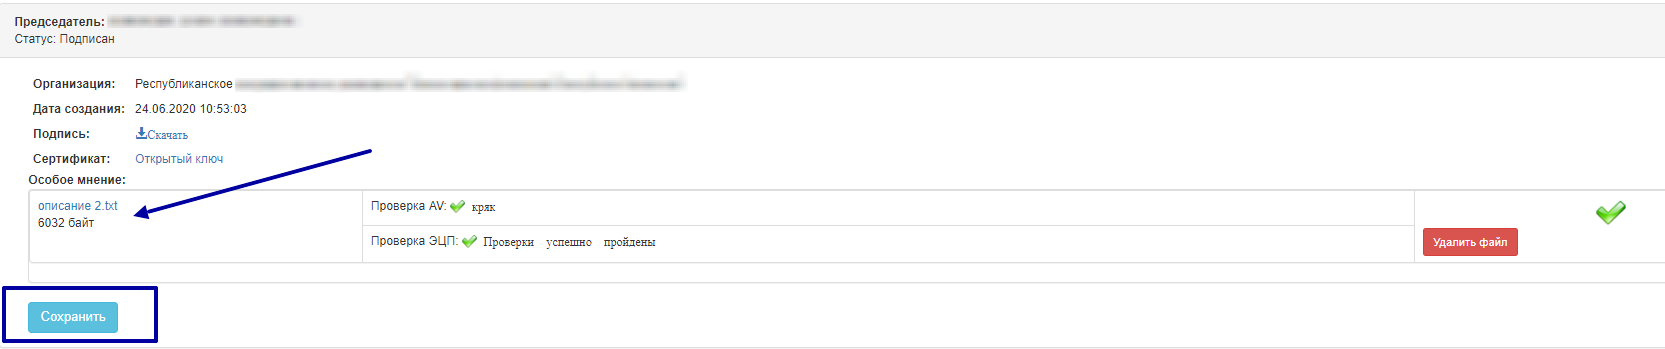 Председатель:
Статус: Подписан
Организация: Республиканское
Дата создания: 24.06.2020 10:53:03
Подпись: Скачать
Сертификат: Открытый ключ
Особое мнение:
описание 2.txt
6032 байт
Проверка AV: кряк
Проверка ЭЦП: Проверки успешно пройдены
Удалить файл
Сохранить